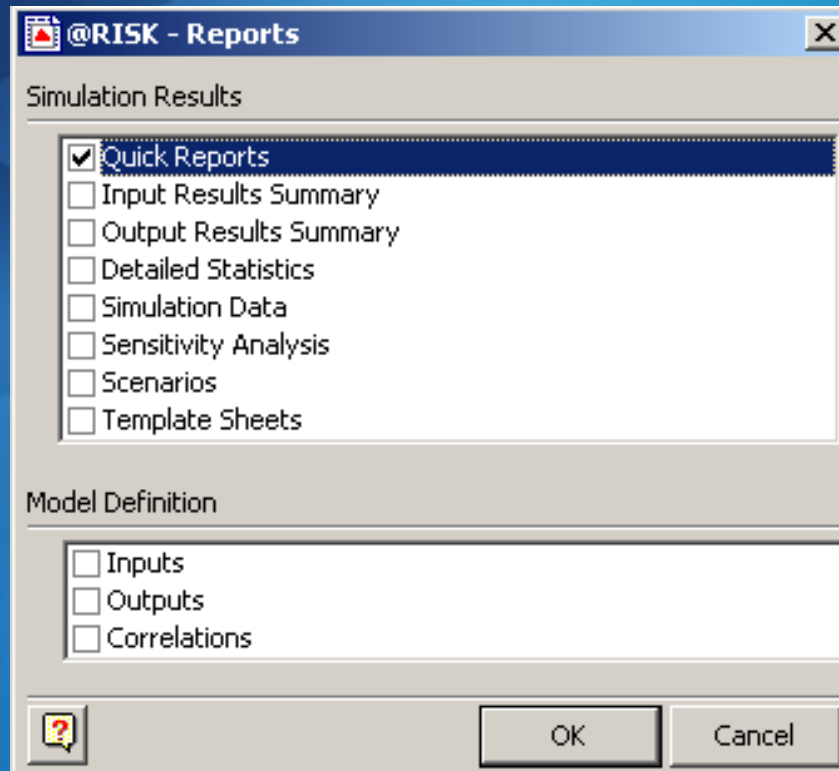 @RISK - Reports
Simulation Results
Quick Reports
Input Results Summary
Output Results Summary
Detailed Statistics
Simulation Data
Sensitivity Analysis
Scenarios
Template Sheets
Model Definition
Inputs
Outputs
Correlations
? OK Cancel